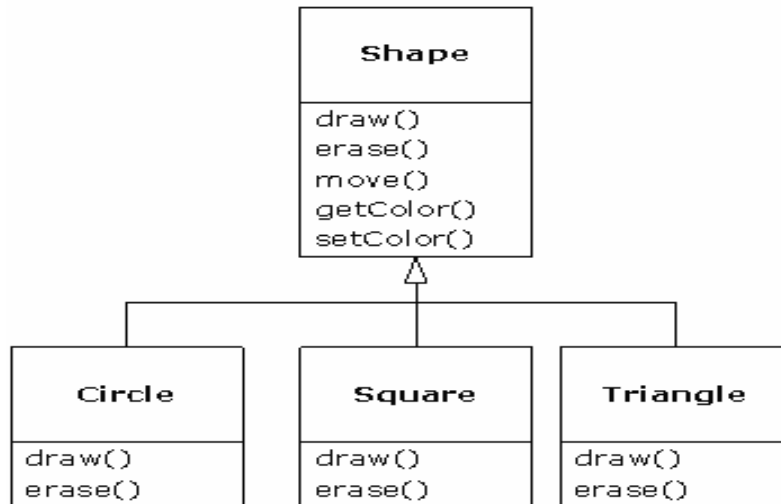 Shape
draw()
erase()
move()
getColor()
setColor()
Circle
draw()
erase()
Square
draw()
erase()
Triangle
draw()
erase()